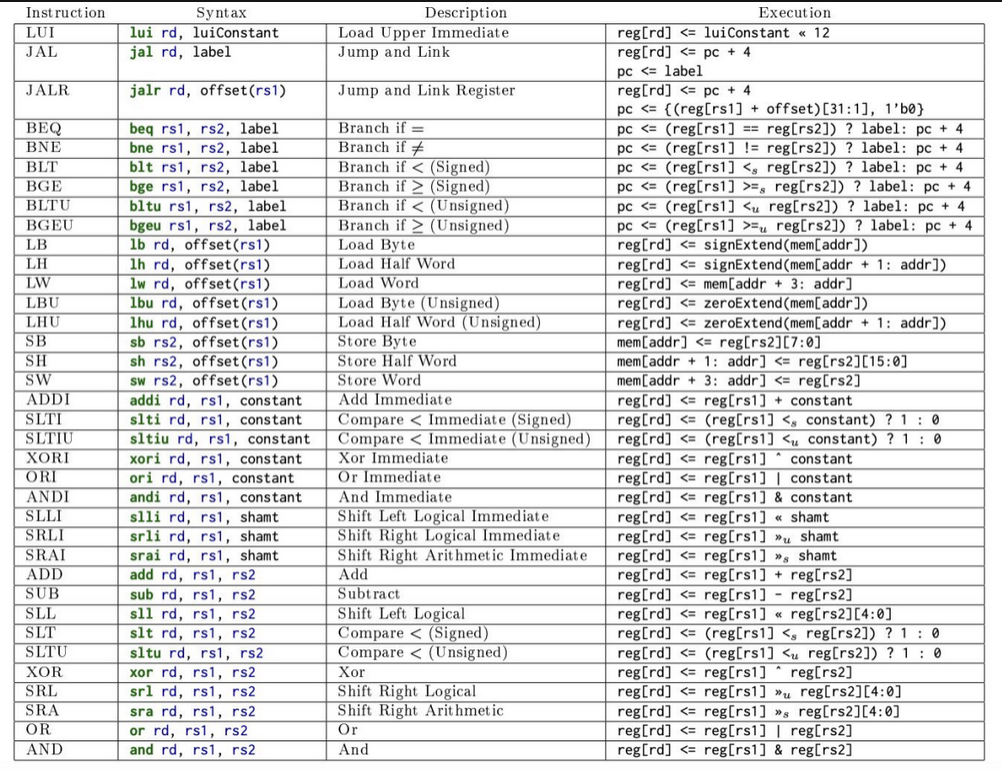 Instruction Syntax Description Execution
LUI lui rd, luiConstant Load Upper Immediate reg[rd] <= luiConstant « 12
JAL jal rd, label Jump and Link reg[rd] <= pc + 4
pc <= label
JALR jalr rd, offset(rs1) Jump and Link Register reg[rd] <= pc + 4
pc <= {(reg[rs1] + offset)[31:1], 1'b0}
BEQ beq rs1, rs2, label Branch if = pc <= (reg[rs1] == reg[rs2]) ? label: pc + 4
BNE bne rs1, rs2, label Branch if ≠ pc <= (reg[rs1] != reg[rs2]) ? label: pc + 4
BLT blt rs1, rs2, label Branch if < (Signed) pc <= (reg[rs1] <s reg[rs2]) ? label: pc + 4
BGE bge rs1, rs2, label Branch if ≥ (Signed) pc <= (reg[rs1] >=s reg[rs2]) ? label: pc + 4
BLTU bltu rs1, rs2, label Branch if < (Unsigned) pc <= (reg[rs1] <u reg[rs2]) ? label: pc + 4
BGEU bgeu rs1, rs2, label Branch if ≥ (Unsigned) pc <= (reg[rs1] >=u reg[rs2]) ? label: pc + 4
LB lb rd, offset(rs1) Load Byte reg[rd] <= signExtend(mem[addr])
LH lh rd, offset(rs1) Load Half Word reg[rd] <= signExtend(mem[addr + 1: addr])
LW lw rd, offset(rs1) Load Word reg[rd] <= mem[addr + 3: addr]
LBU lbu rd, offset(rs1) Load Byte (Unsigned) reg[rd] <= zeroExtend(mem[addr])
LHU lhu rd, offset(rs1) Load Half Word (Unsigned) reg[rd] <= zeroExtend(mem[addr + 1: addr])
SB sb rs2, offset(rs1) Store Byte mem[addr] <= reg[rs2][7:0]
SH sh rs2, offset(rs1) Store Half Word mem[addr + 1: addr] <= reg[rs2][15:0]
SW sw rs2, offset(rs1) Store Word mem[addr + 3: addr] <= reg[rs2]
ADDI addi rd, rs1, constant Add Immediate reg[rd] <= reg[rs1] + constant
SLTI slti rd, rs1, constant Compare < Immediate (Signed) reg[rd] <= (reg[rs1] <s constant) ? 1 : 0
SLTIU sltiu rd, rs1, constant Compare < Immediate (Unsigned) reg[rd] <= (reg[rs1] <u constant) ? 1 : 0
XORI xori rd, rs1, constant Xor Immediate reg[rd] <= reg[rs1] ^ constant
ORI ori rd, rs1, constant Or Immediate reg[rd] <= reg[rs1] | constant
ANDI andi rd, rs1, constant And Immediate reg[rd] <= reg[rs1] & constant
SLLI slli rd, rs1, shamt Shift Left Logical Immediate reg[rd] <= reg[rs1] « shamt
SRLI srli rd, rs1, shamt Shift Right Logical Immediate reg[rd] <= reg[rs1] »u shamt
SRAI srai rd, rs1, shamt Shift Right Arithmetic Immediate reg[rd] <= reg[rs1] »s shamt
ADD add rd, rs1, rs2 Add reg[rd] <= reg[rs1] + reg[rs2]
SUB sub rd, rs1, rs2 Subtract reg[rd] <= reg[rs1] - reg[rs2]
SLL sll rd, rs1, rs2 Shift Left Logical reg[rd] <= reg[rs1] « reg[rs2][4:0]
SLT slt rd, rs1, rs2 Compare < (Signed) reg[rd] <= (reg[rs1] <s reg[rs2]) ? 1 : 0
SLTU sltu rd, rs1, rs2 Compare < (Unsigned) reg[rd] <= (reg[rs1] <u reg[rs2]) ? 1 : 0
XOR xor rd, rs1, rs2 Xor reg[rd] <= reg[rs1] ^ reg[rs2]
SRL srl rd, rs1, rs2 Shift Right Logical reg[rd] <= reg[rs1] »u reg[rs2][4:0]
SRA sra rd, rs1, rs2 Shift Right Arithmetic reg[rd] <= reg[rs1] »s reg[rs2][4:0]
OR or rd, rs1, rs2 Or reg[rd] <= reg[rs1] | reg[rs2]
AND and rd, rs1, rs2 And reg[rd] <= reg[rs1] & reg[rs2]